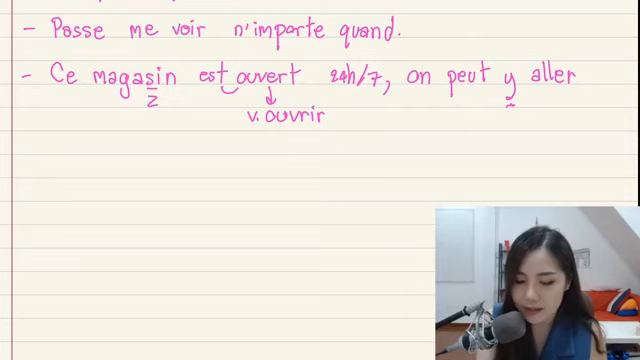 - Passe me voir n'importe quand.
- Ce magasin est ouvert 24h/7, on peut y aller
z
v. ouvrir